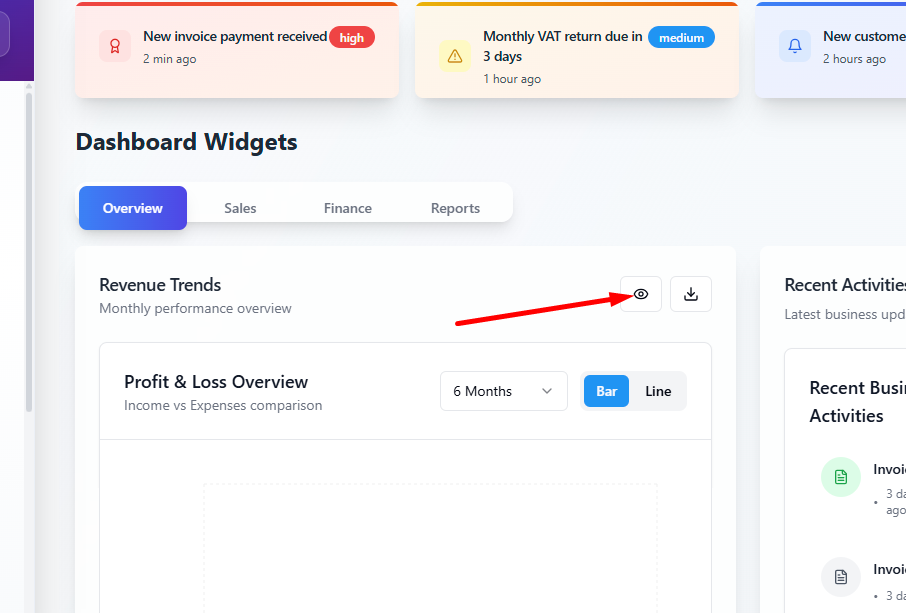 New invoice payment received high
2 min ago
Monthly VAT return due in medium
3 days
1 hour ago
New custome
2 hours ago
Dashboard Widgets
Overview Sales Finance Reports
Revenue Trends
Monthly performance overview
Profit & Loss Overview
Income vs Expenses comparison
6 Months
Bar Line
Recent Activities
Latest business upd
Recent Busi
Activities
Invoi
• 3 da
ago
Invoi
• 3 da